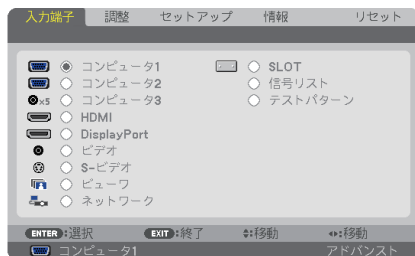 入力端子 調整 セットアップ 情報 リセット
コンピュータ1
コンピュータ2
×5 コンピュータ3
HDMI
DisplayPort
ビデオ
S-ビデオ
ビューワ
ネットワーク
SLOT
信号リスト
テストパターン
ENTER:選択 EXIT:終了 :移動 :移動
コンピュータ1 アドバンスト